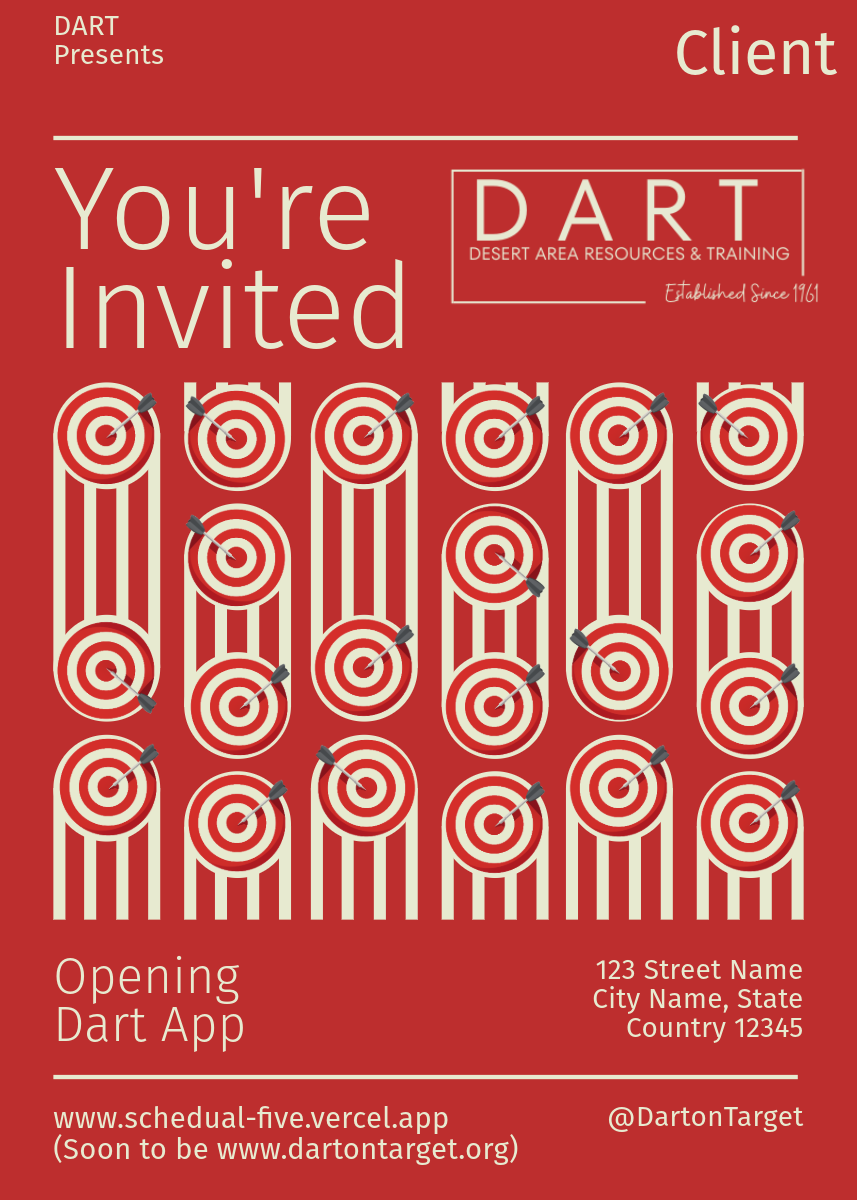 DART
Presents
Client
You're
Invited
DART
DESERT AREA RESOURCES & TRAINING
Established Since 1961
Opening
Dart App
123 Street Name
City Name, State
Country 12345
www.schedual-five.vercel.app
(Soon to be www.dartontarget.org)
@DartonTarget